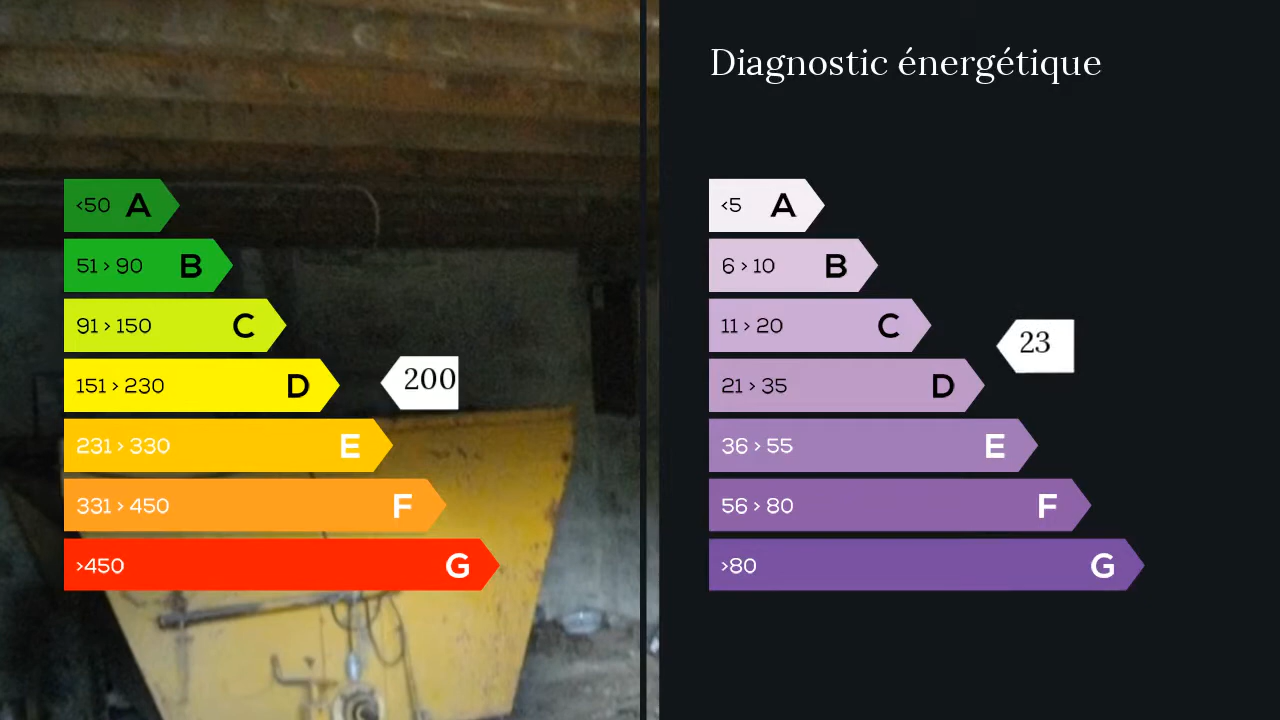 Diagnostic énergétique
<50 A
51 > 90 B
91 > 150 C
151 > 230 D
200
231 > 330 E
331 > 450 F
>450 G
<5 A
6 > 10 B
11 > 20 C
23
21 > 35 D
36 > 55 E
56 > 80 F
>80 G